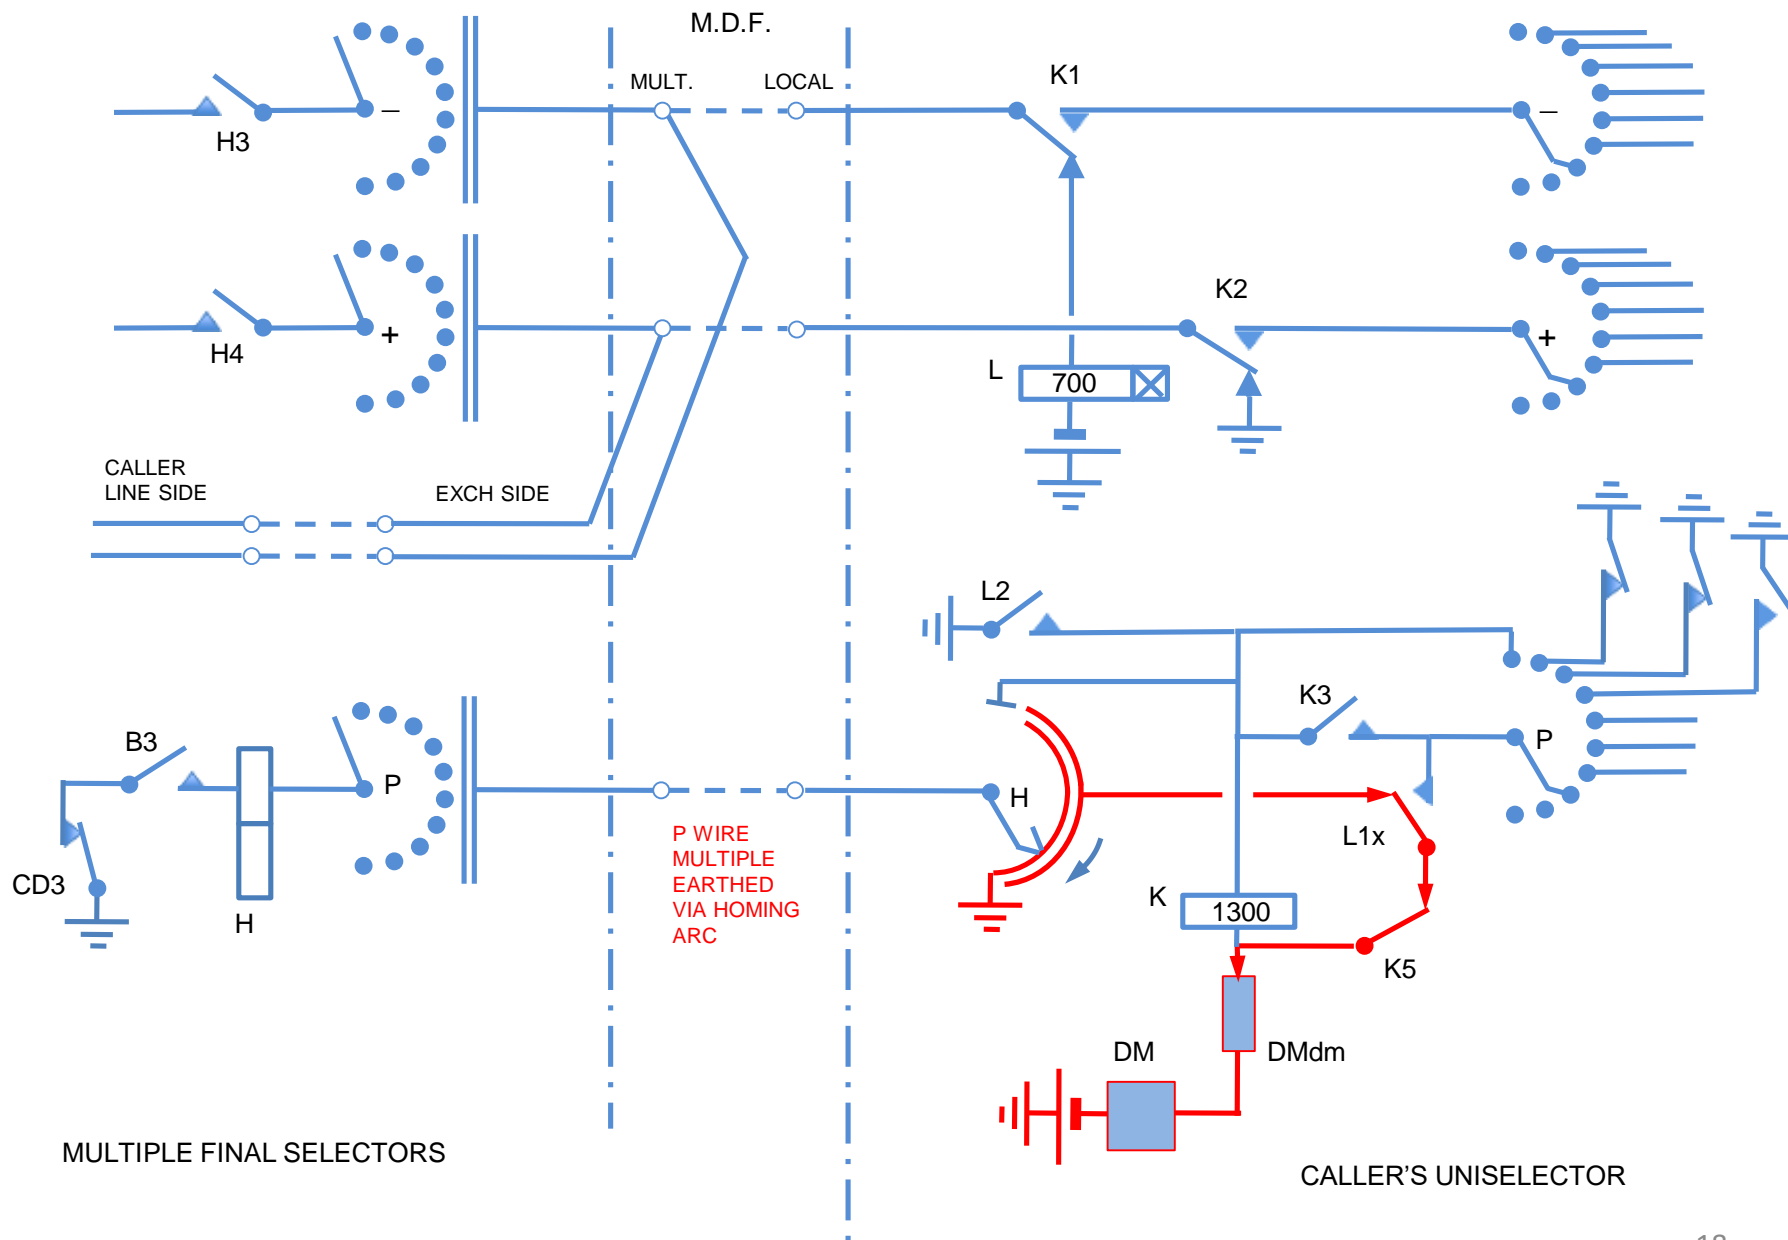 M.D.F.
MULT.
LOCAL
K1
H3
–
–
K2
H4
+
+
L
700
CALLER
LINE SIDE
EXCH SIDE
L2
K3
B3
P
P
H
P WIRE
MULTIPLE
EARTHED
VIA HOMING
ARC
L1x
CD3
H
K
1300
K5
DM
DMdm
MULTIPLE FINAL SELECTORS
CALLER'S UNISELECTOR